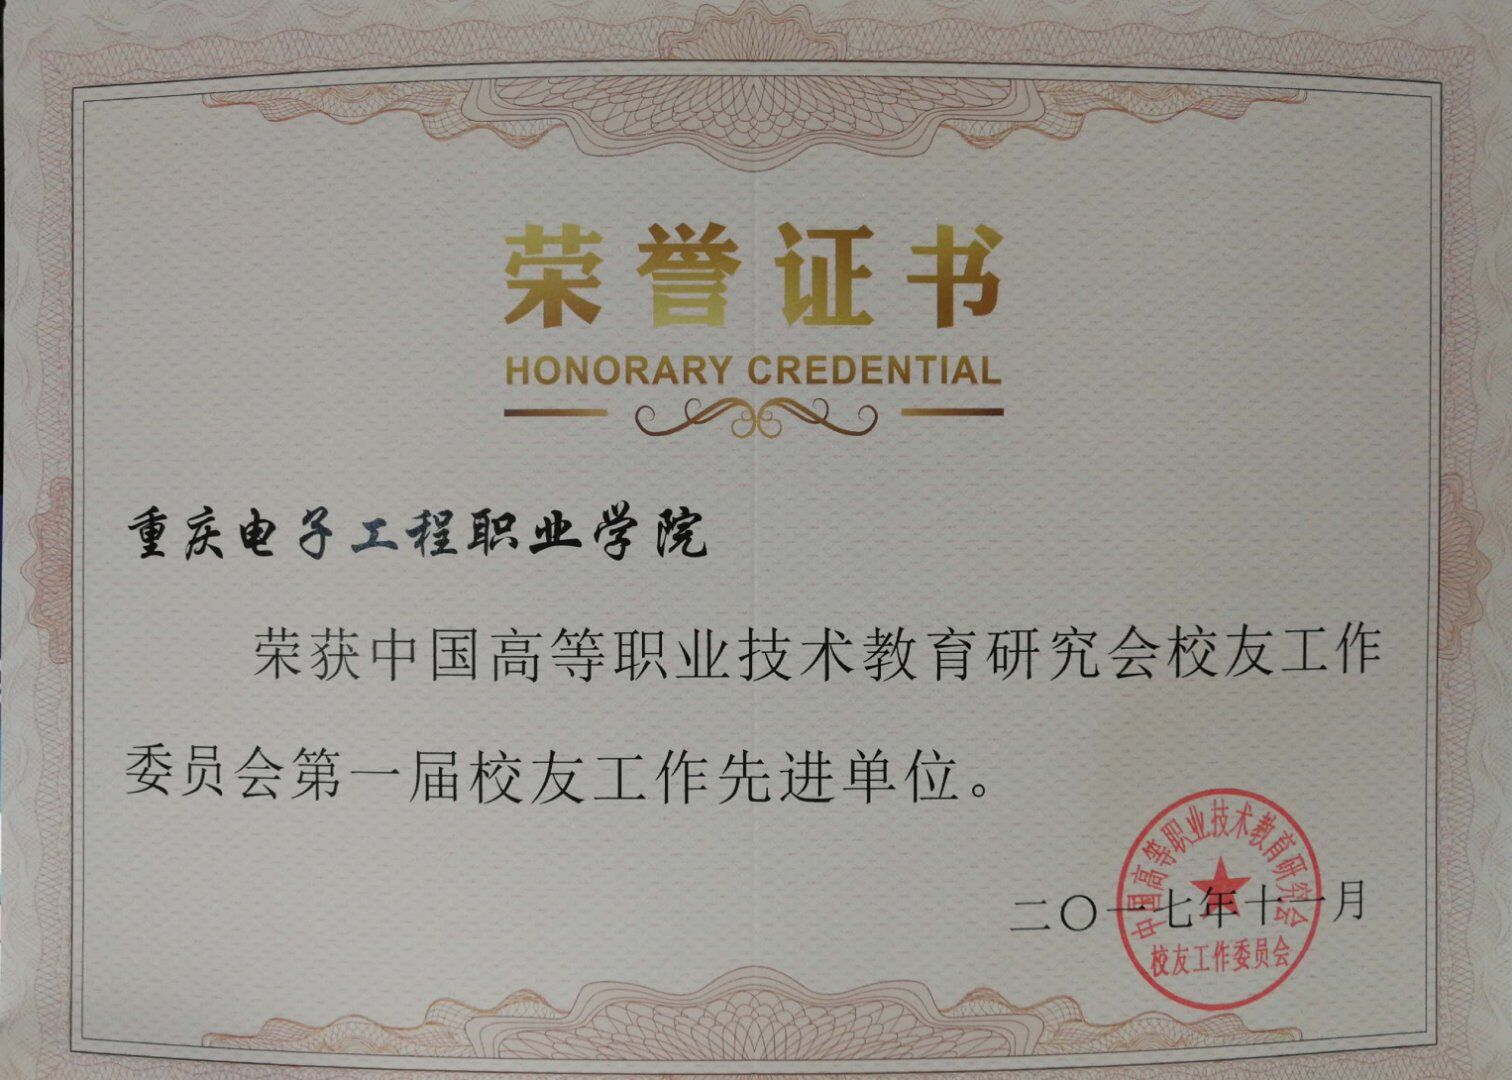 荣誉证书
HONORARY CREDENTIAL
重庆电子工程职业学院
荣获中国高等职业技术教育研究会校友工作
委员会第一届校友工作先进单位。
二〇一七年十一月
中国高等职业技术教育研究会
校友工作委员会